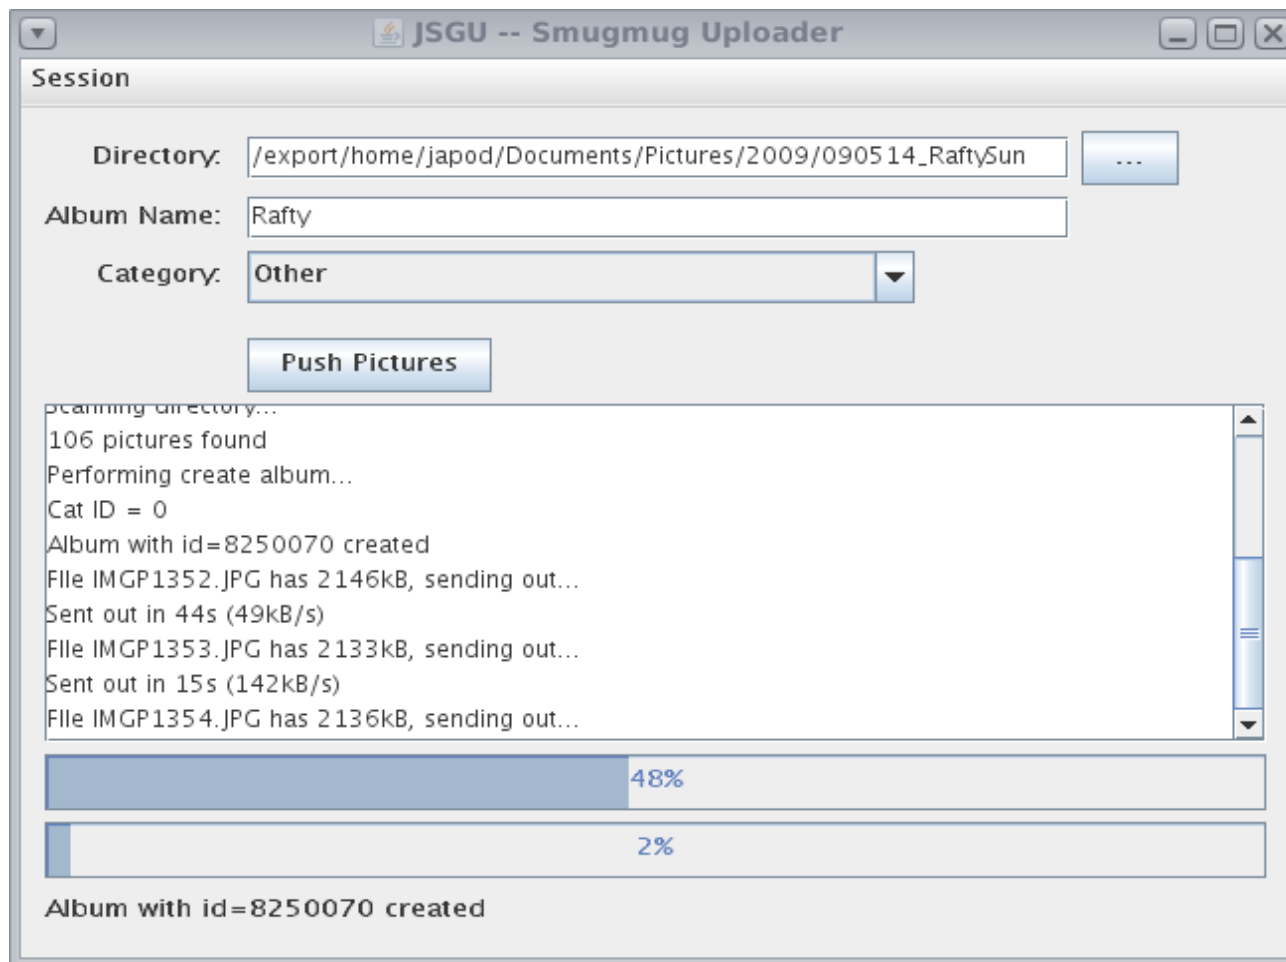 JSGU -- Smugmug Uploader
Session
Directory: /export/home/japod/Documents/Pictures/2009/090514_RaftySun ...
Album Name: Rafty
Category: Other
Push Pictures
Scanning directory...
106 pictures found
Performing create album...
Cat ID = 0
Album with id=8250070 created
FIle IMGP1352.JPG has 2146kB, sending out...
Sent out in 44s (49kB/s)
FIle IMGP1353.JPG has 2133kB, sending out...
Sent out in 15s (142kB/s)
FIle IMGP1354.JPG has 2136kB, sending out...
48%
2%
Album with id=8250070 created